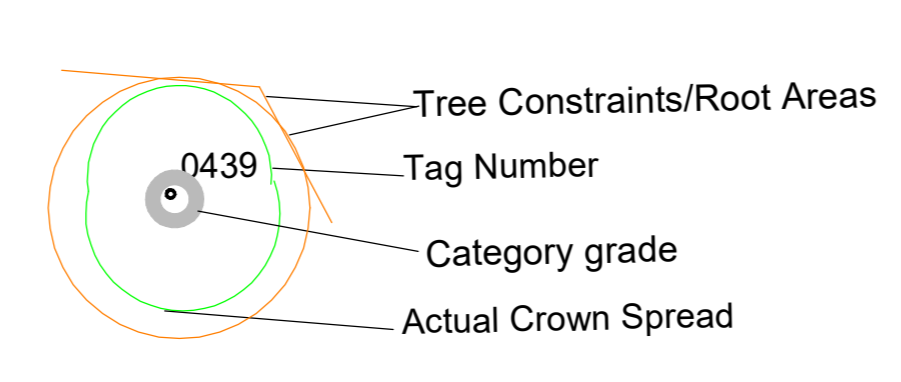 Tree Constraints/Root Areas
0439
Tag Number
Category grade
Actual Crown Spread